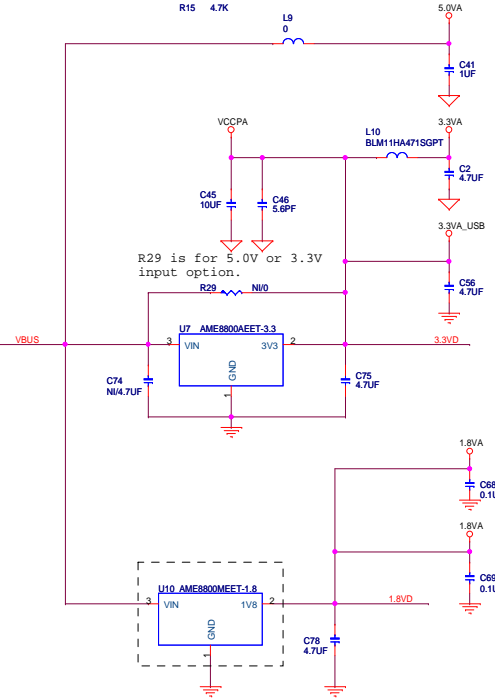 R15 4.7K
L9
0
5.0VA
C41
1UF
VCCPA
3.3VA
L10
BLM11HA471SGPT
C2
4.7UF
C45
10UF
C46
5.6PF
3.3VA_USB
R29 is for 5.0V or 3.3V
input option.
R29 NI/0
C56
4.7UF
U7 AME8800AEET-3.3
VBUS
3 VIN 3V3 2
3.3VD
GND
1
C74
NI/4.7UF
C75
4.7UF
1.8VA
C68
1.8VA
U10 AME8800MEET-1.8
3 VIN 1V8 2
1.8VD
C69
GND
1
C78
4.7UF